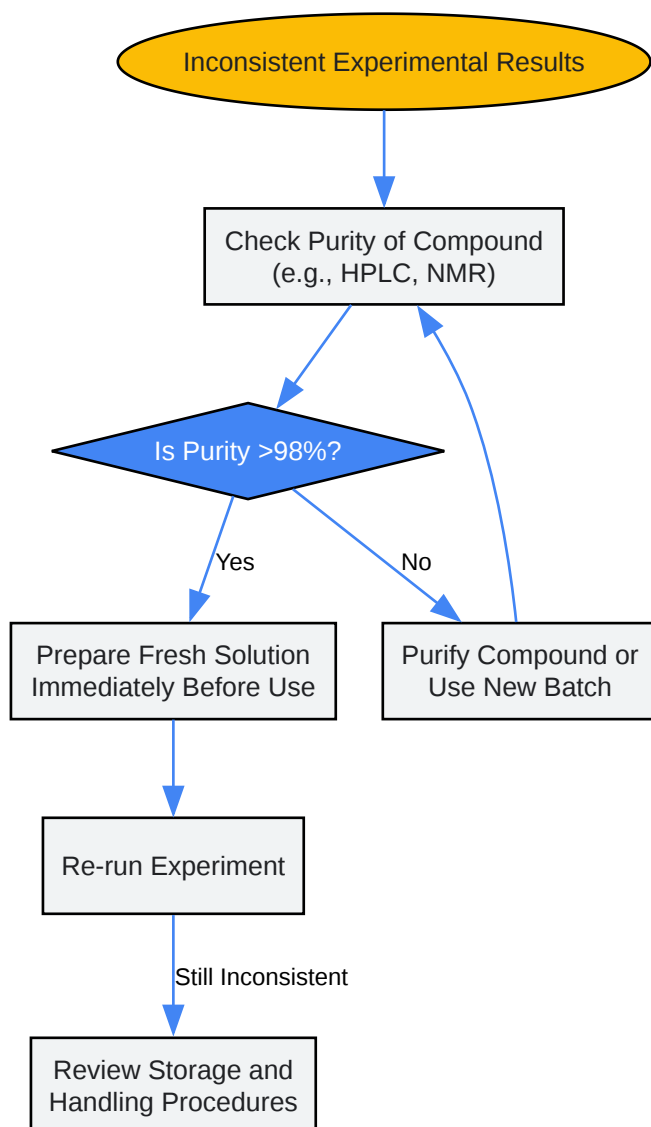 Inconsistent Experimental Results
Check Purity of Compound
(e.g., HPLC, NMR)
Is Purity >98%?
Yes
No
Prepare Fresh Solution
Immediately Before Use
Purify Compound or
Use New Batch
Re-run Experiment
Still Inconsistent
Review Storage and
Handling Procedures